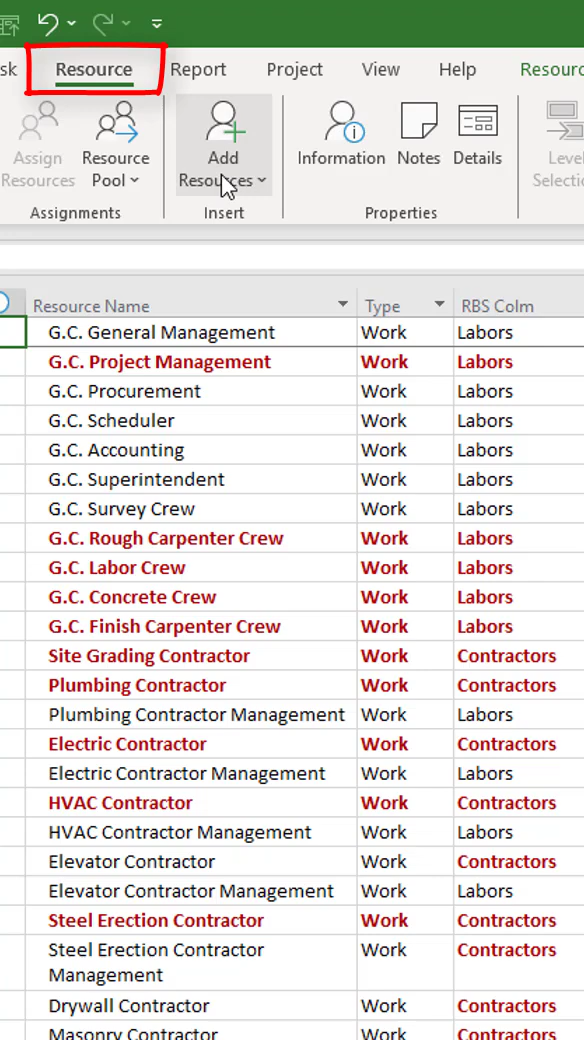 sk Resource Report Project View Help Resourc
Assign Resource Add Information Notes Details Leve
Resources Pool Resources Selectio
Assignments Insert Properties
Resource Name Type RBS Colm
G.C. General Management Work Labors
G.C. Project Management Work Labors
G.C. Procurement Work Labors
G.C. Scheduler Work Labors
G.C. Accounting Work Labors
G.C. Superintendent Work Labors
G.C. Survey Crew Work Labors
G.C. Rough Carpenter Crew Work Labors
G.C. Labor Crew Work Labors
G.C. Concrete Crew Work Labors
G.C. Finish Carpenter Crew Work Labors
Site Grading Contractor Work Contractors
Plumbing Contractor Work Contractors
Plumbing Contractor Management Work Labors
Electric Contractor Work Contractors
Electric Contractor Management Work Labors
HVAC Contractor Work Contractors
HVAC Contractor Management Work Labors
Elevator Contractor Work Contractors
Elevator Contractor Management Work Labors
Steel Erection Contractor Work Contractors
Steel Erection Contractor Work Contractors
Management
Drywall Contractor Work Contractors
Masonry Contractor Work Contractors